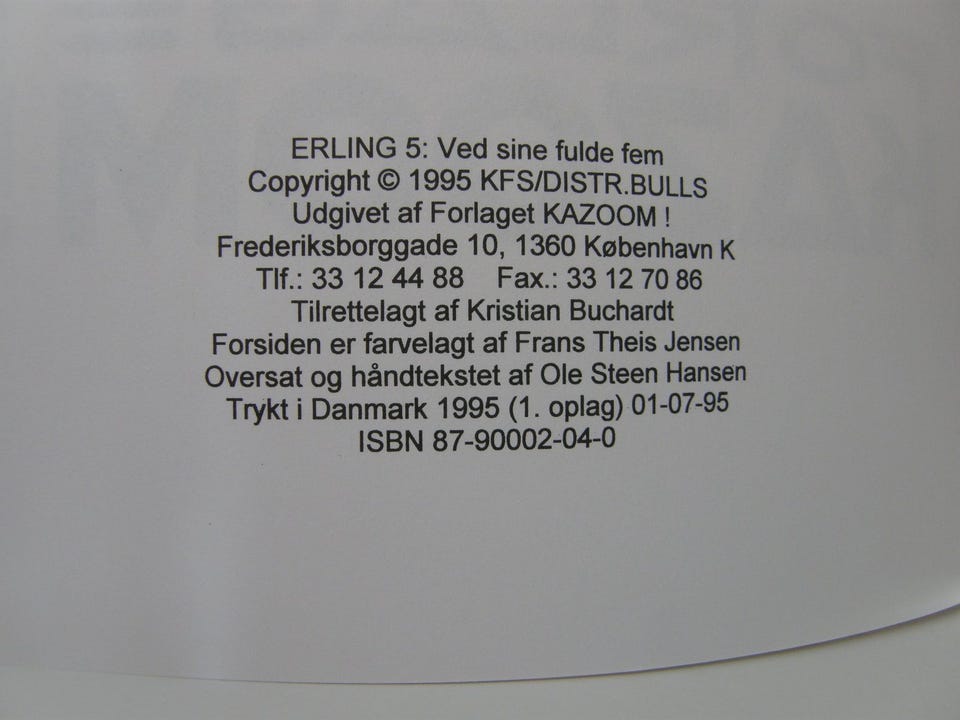 ERLING 5: Ved sine fulde fem
Copyright © 1995 KFS/DISTR.BULLS
Udgivet af Forlaget KAZOOM !
Frederiksborggade 10, 1360 København K
Tlf.: 33 12 44 88 Fax.: 33 12 70 86
Tilrettelagt af Kristian Buchardt
Forsiden er farvelagt af Frans Theis Jensen
Oversat og håndtekstet af Ole Steen Hansen
Trykt i Danmark 1995 (1. oplag) 01-07-95
ISBN 87-90002-04-0